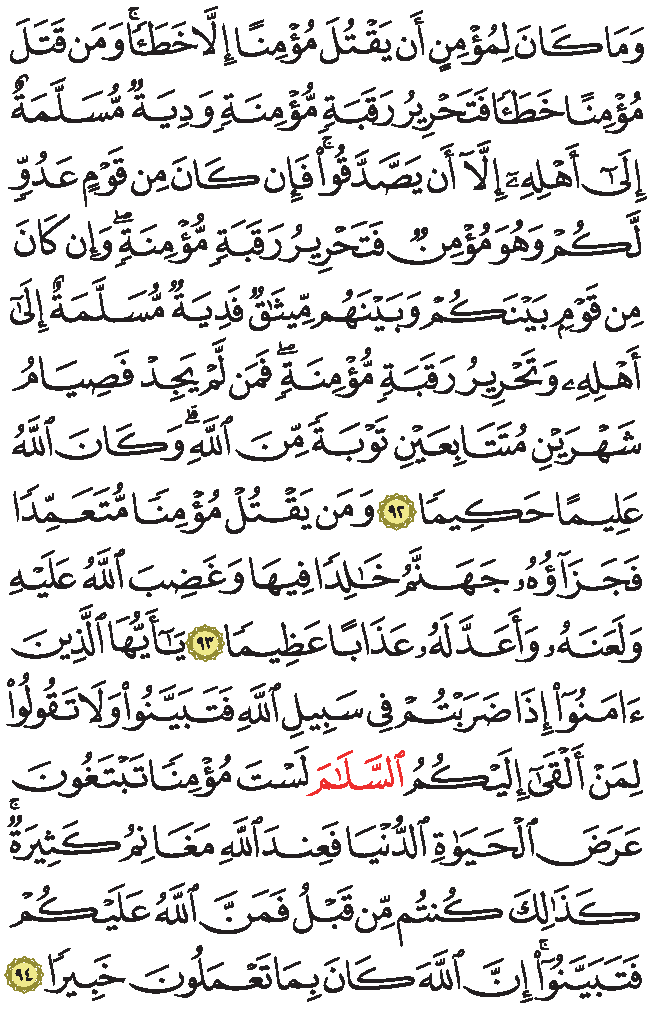 وَمَا كَانَ لِمُؤْمِنٍ أَن يَقْتُلَ مُؤْمِنًا إِلَّا خَطَـًٔا ۚ وَمَن قَتَلَ
مُؤْمِنًا خَطَـًٔا فَتَحْرِيرُ رَقَبَةٍ مُّؤْمِنَةٍ وَدِيَةٌ مُّسَلَّمَةٌ
إِلَىٰٓ أَهْلِهِۦٓ إِلَّآ أَن يَصَّدَّقُوا۟ ۚ فَإِن كَانَ مِن قَوْمٍ عَدُوٍّ
لَّكُمْ وَهُوَ مُؤْمِنٌ فَتَحْرِيرُ رَقَبَةٍ مُّؤْمِنَةٍ ۖ وَإِن كَانَ
مِن قَوْمٍۭ بَيْنَكُمْ وَبَيْنَهُم مِّيثَـٰقٌ فَدِيَةٌ مُّسَلَّمَةٌ إِلَىٰٓ
أَهْلِهِۦ وَتَحْرِيرُ رَقَبَةٍ مُّؤْمِنَةٍ ۖ فَمَن لَّمْ يَجِدْ فَصِيَامُ
شَهْرَيْنِ مُتَتَابِعَيْنِ تَوْبَةً مِّنَ ٱللَّهِ ۗ وَكَانَ ٱللَّهُ
عَلِيمًا حَكِيمًا ٩٢ وَمَن يَقْتُلْ مُؤْمِنًا مُّتَعَمِّدًا
فَجَزَآؤُهُۥ جَهَنَّمُ خَـٰلِدًا فِيهَا وَغَضِبَ ٱللَّهُ عَلَيْهِ
وَلَعَنَهُۥ وَأَعَدَّ لَهُۥ عَذَابًا عَظِيمًا ٩٣ يَـٰٓأَيُّهَا ٱلَّذِينَ
ءَامَنُوٓا۟ إِذَا ضَرَبْتُمْ فِى سَبِيلِ ٱللَّهِ فَتَبَيَّنُوا۟ وَلَا تَقُولُوا۟
لِمَنْ أَلْقَىٰٓ إِلَيْكُمُ ٱلسَّلَـٰمَ لَسْتَ مُؤْمِنًا تَبْتَغُونَ
عَرَضَ ٱلْحَيَوٰةِ ٱلدُّنْيَا فَعِندَ ٱللَّهِ مَغَانِمُ كَثِيرَةٌ ۚ
كَذَٰلِكَ كُنتُم مِّن قَبْلُ فَمَنَّ ٱللَّهُ عَلَيْكُمْ
فَتَبَيَّنُوٓا۟ ۚ إِنَّ ٱللَّهَ كَانَ بِمَا تَعْمَلُونَ خَبِيرًا ٩٤